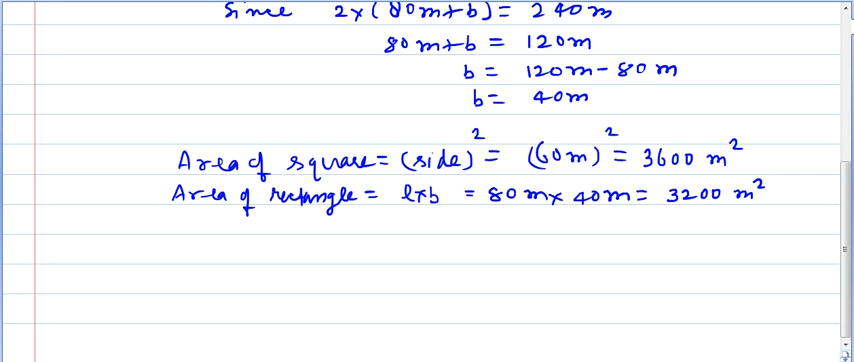 Since 2x(80m+b) = 240m
80m+b = 120m
b = 120m - 80m
b = 40m
Area of square = (side)² = (60m)² = 3600 m²
Area of rectangle = l×b = 80m× 40m = 3200 m²